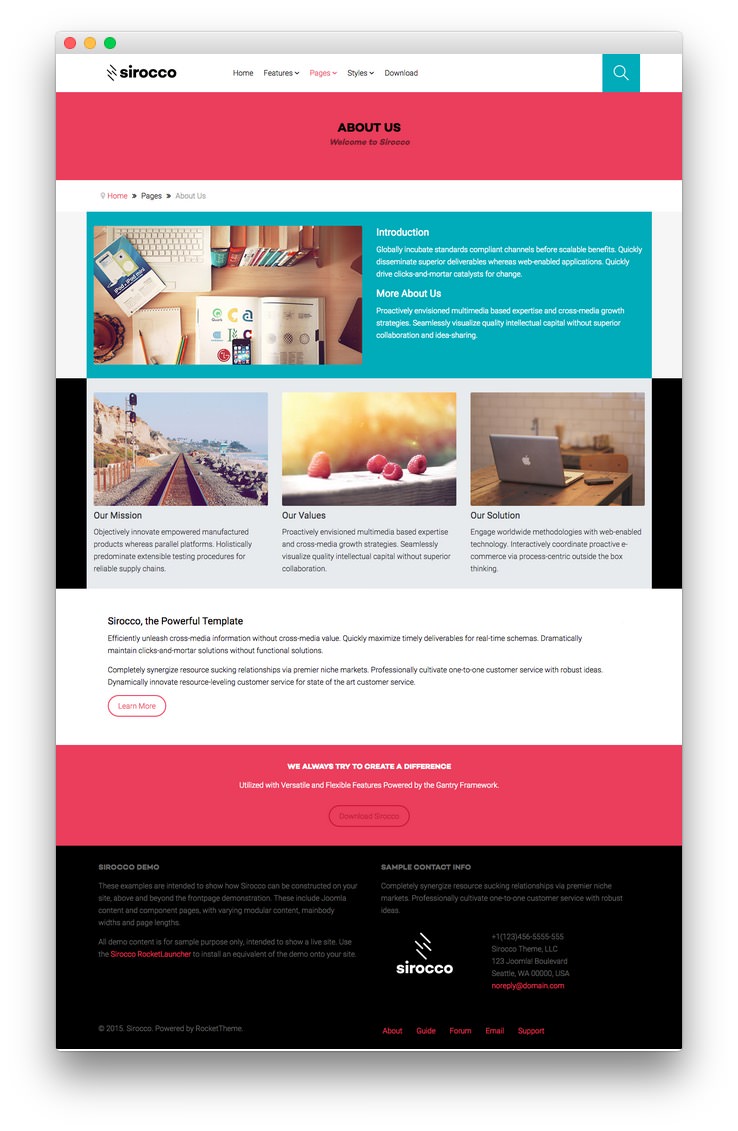 sirocco
Home Features Pages Styles Download
ABOUT US
Welcome to Sirocco
Home » Pages » About Us
Introduction
Globally incubate standards compliant channels before scalable benefits. Quickly
disseminate superior deliverables whereas web-enabled applications. Quickly
drive clicks-and-mortar catalysts for change.
More About Us
Proactively envisioned multimedia based expertise and cross-media growth
strategies. Seamlessly visualize quality intellectual capital without superior
collaboration and idea-sharing.
Our Mission
Objectively innovate empowered manufactured
products whereas parallel platforms. Holistically
predominate extensible testing procedures for
reliable supply chains.
Our Values
Proactively envisioned multimedia based expertise
and cross-media growth strategies. Seamlessly
visualize quality intellectual capital without superior
collaboration.
Our Solution
Engage worldwide methodologies with web-enabled
technology. Interactively coordinate proactive e-
commerce via process-centric outside the box
thinking.
Sirocco, the Powerful Template
Efficiently unleash cross-media information without cross-media value. Quickly maximize timely deliverables for real-time schemas. Dramatically
maintain clicks-and-mortar solutions without functional solutions.
Completely synergize resource sucking relationships via premier niche markets. Professionally cultivate one-to-one customer service with robust ideas.
Dynamically innovate resource-leveling customer service for state of the art customer service.
Learn More
WE ALWAYS TRY TO CREATE A DIFFERENCE
Utilized with Versatile and Flexible Features Powered by the Gantry Framework.
Download Sirocco
SIROCCO DEMO
These examples are intended to show how Sirocco can be constructed on your
site, above and beyond the frontpage demonstration. These include Joomla
content and component pages, with varying modular content, mainbody
widths and page lengths.
All demo content is for sample purpose only, intended to show a live site. Use
the Sirocco RocketLauncher to install an equivalent of the demo onto your site.
SAMPLE CONTACT INFO
Completely synergize resource sucking relationships via premier niche
markets. Professionally cultivate one-to-one customer service with robust
ideas.
sirocco
+1(123)456-5555-555
Sirocco Theme, LLC
123 Joomla! Boulevard
Seattle, WA 00000, USA
noreply@domain.com
© 2015. Sirocco. Powered by RocketTheme.
About Guide Forum Email Support